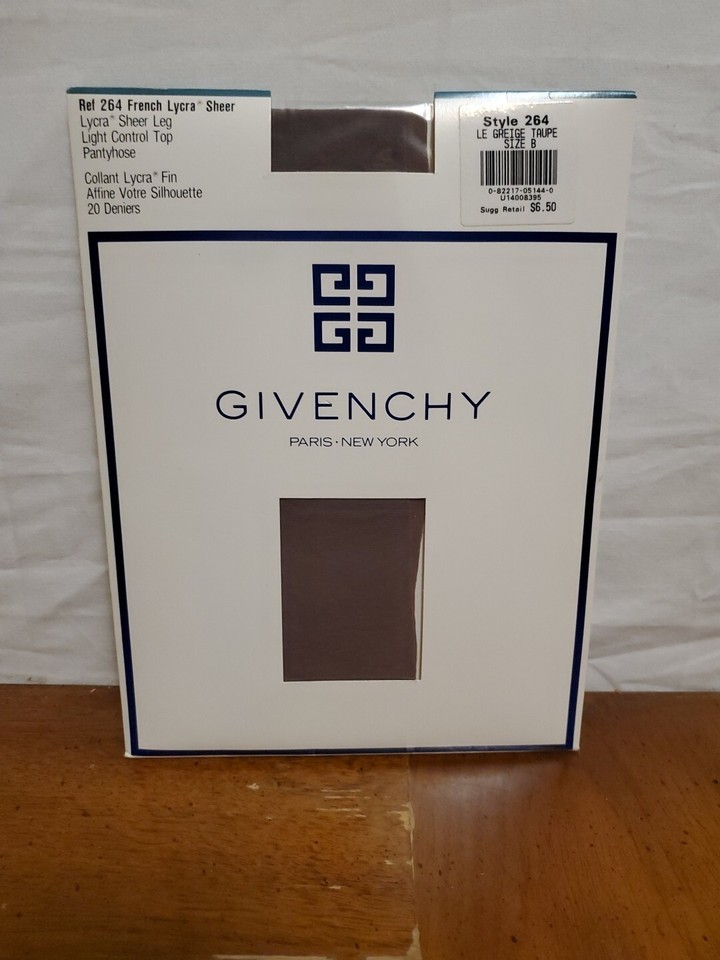 Ref 264 French Lycra® Sheer
Lycra® Sheer Leg
Light Control Top
Pantyhose
Collant Lycra® Fin
Affine Votre Silhouette
20 Deniers
Style 264
LE GREIGE TAUPE
SIZE B
0-82217-05144-0
U14008395
Sugg Retail $6.50
GIVENCHY
PARIS · NEW YORK